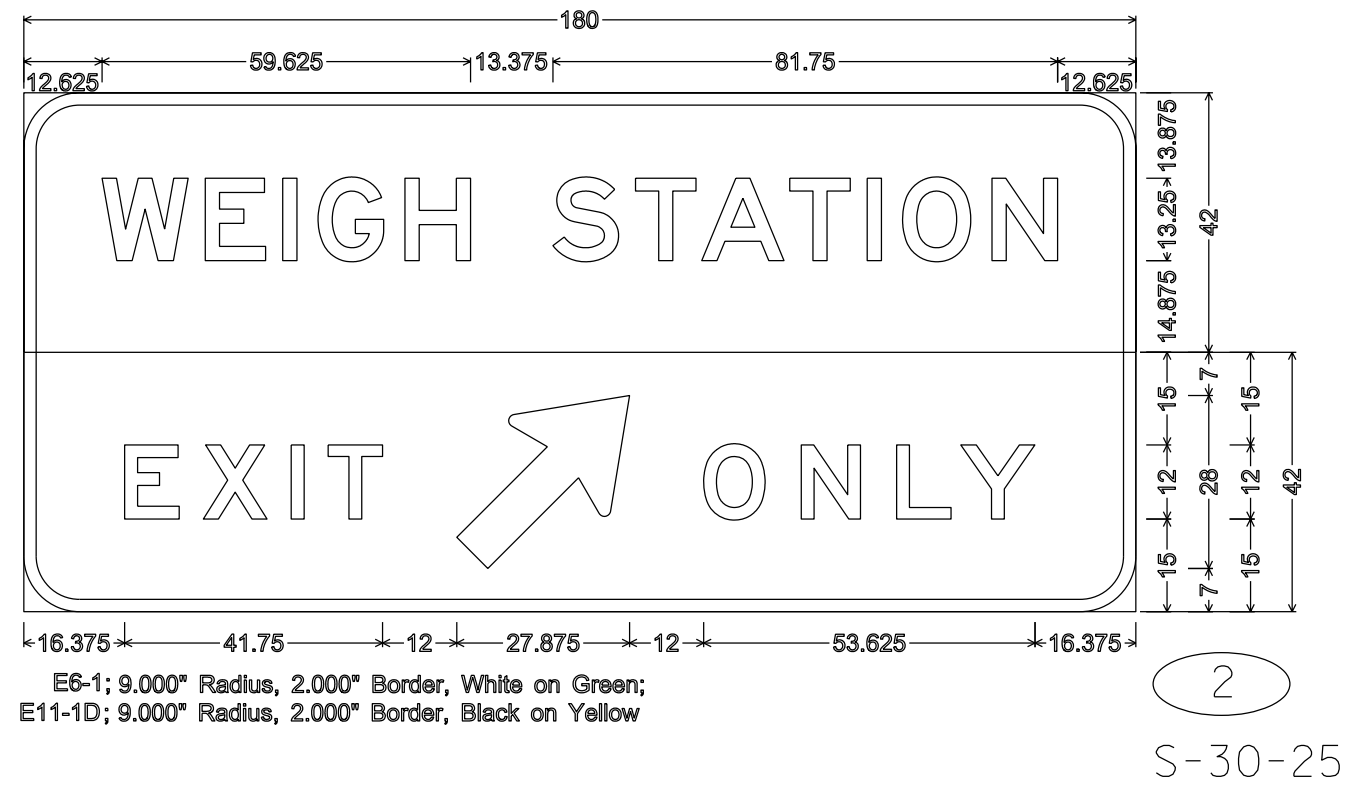 180
59.625 13.375 81.75
12.625 12.625
13.875
WEIGH STATION
13.25 42
14.875
7
15 15
EXIT ONLY
12 28 12 42
15 15
7
16.375 41.75 12 27.875 12 53.625 16.375
E6-1; 9.000" Radius, 2.000" Border, White on Green;
E11-1D; 9.000" Radius, 2.000" Border, Black on Yellow
2
S-30-25